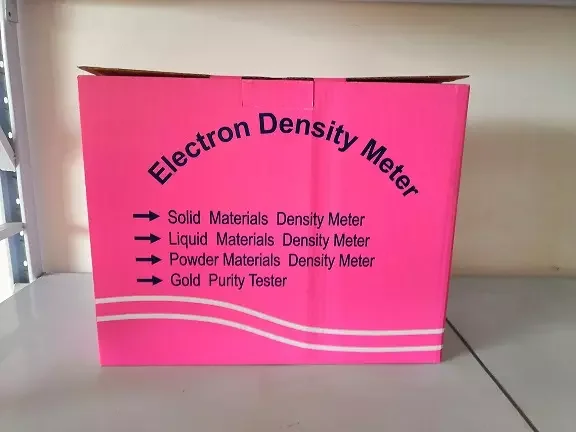 Electron Density Meter
→ Solid Materials Density Meter
→ Liquid Materials Density Meter
→ Powder Materials Density Meter
→ Gold Purity Tester